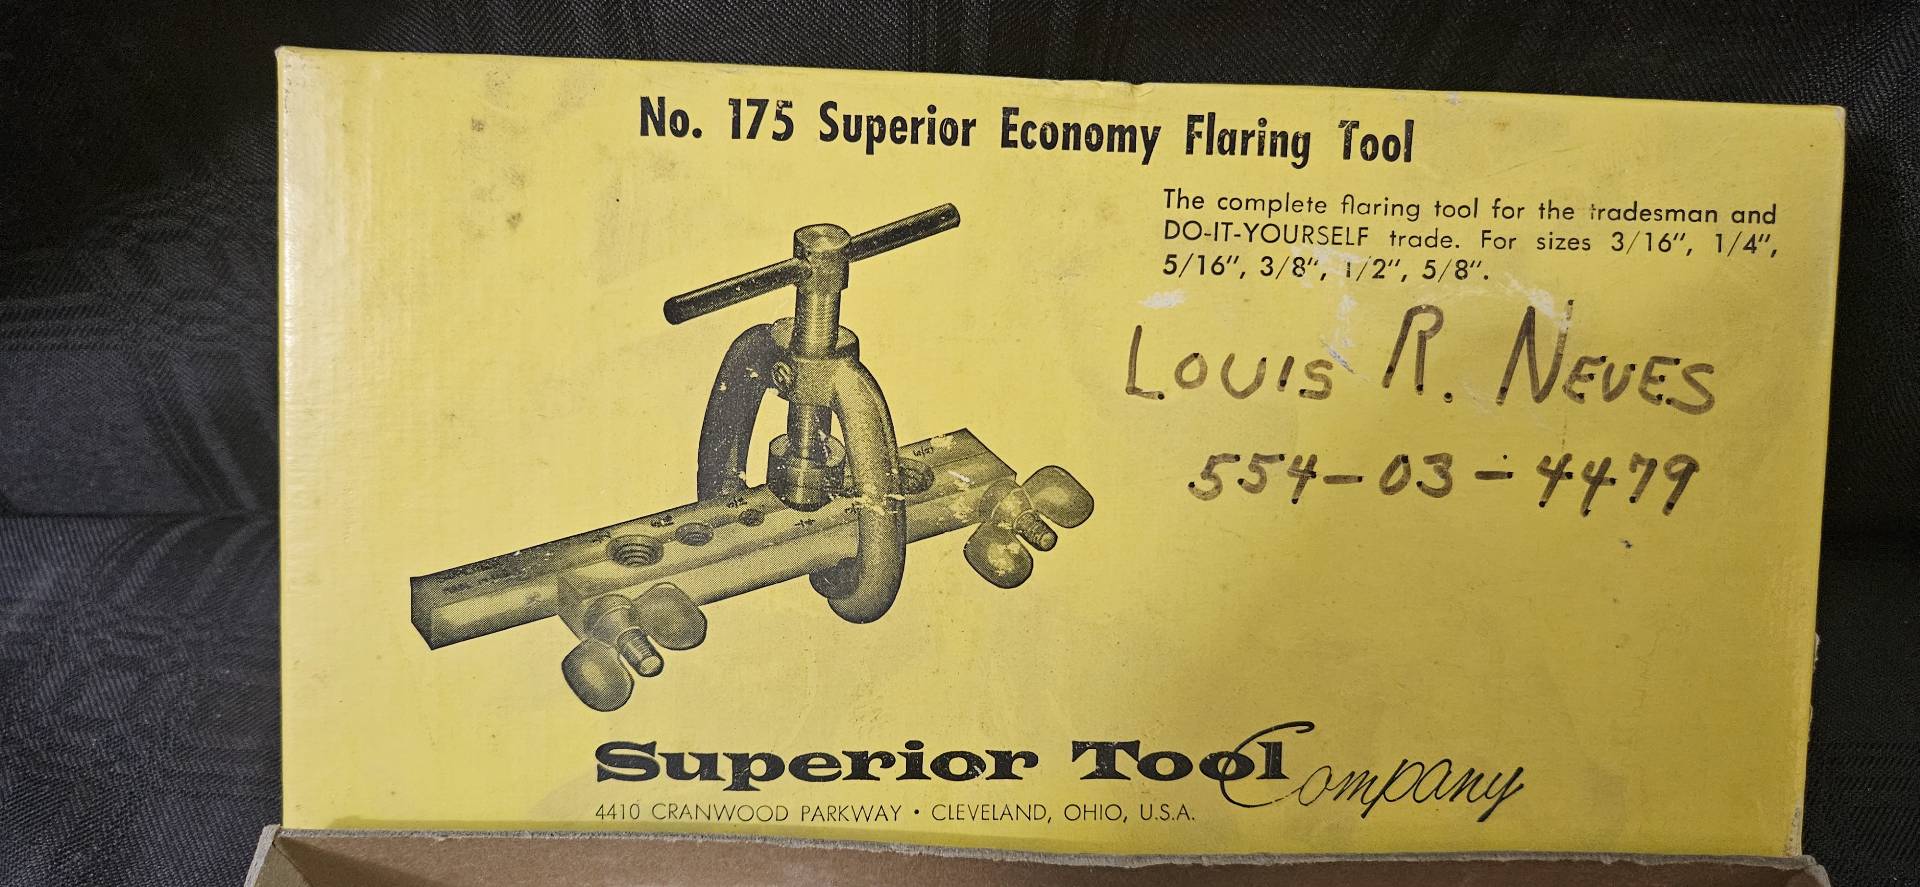 No. 175 Superior Economy Flaring Tool
The complete flaring tool for the tradesman and
DO-IT-YOURSELF trade. For sizes 3/16", 1/4",
5/16", 3/8", 1/2", 5/8".
LOUIS R. NEVES
554-03-4479
Superior Tool Company
4410 CRANWOOD PARKWAY • CLEVELAND, OHIO, U.S.A.